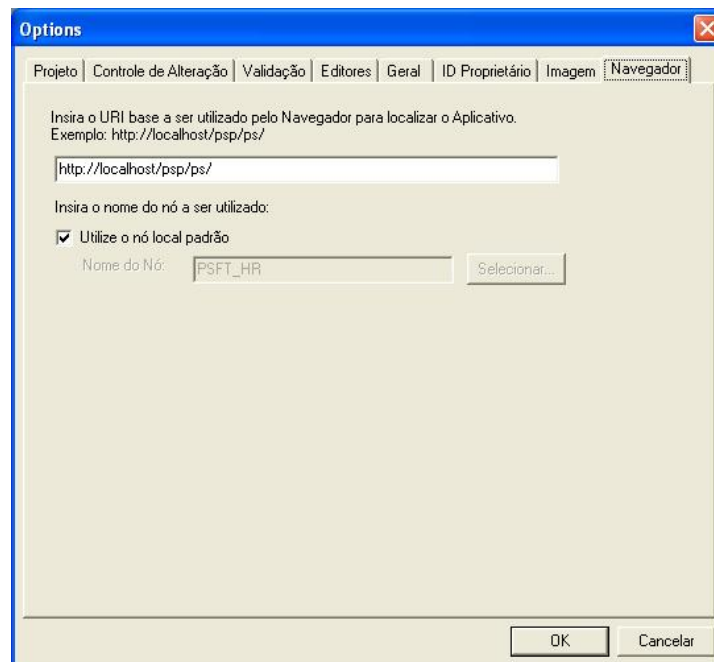 Options
Projeto Controle de Alteração Validação Editores Geral ID Proprietário Imagem Navegador
Insira o URI base a ser utilizado pelo Navegador para localizar o Aplicativo.
Exemplo: http://localhost/psp/ps/
http://localhost/psp/ps/
Insira o nome do nó a ser utilizado:
Utilize o nó local padrão
Nome do Nó: PSFT_HR Selecionar...
OK Cancelar